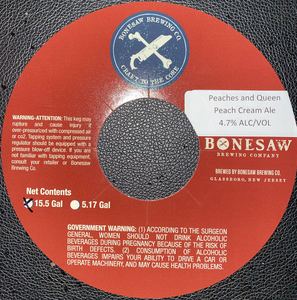 BONESAW BREWING CO.
CRAFT TO THE CORE
WARNING-ATTENTION: This keg may
rupture and cause injury if
over-pressurized with compressed air
or co2. Tapping system and pressure
regulator should be equipped with a
pressure blow-off device. If you are
not familiar with tapping equipment,
consult your retailer or Bonesaw
Brewing Co.
Peaches and Queen
Peach Cream Ale
4.7% ALC/VOL
BONESAW
BREWING COMPANY
BREWED BY BONESAW BREWING CO.
GLASSBORO, NEW JERSEY
Net Contents
15.5 Gal
5.17 Gal
GOVERNMENT WARNING: (1) ACCORDING TO THE SURGEON
GENERAL, WOMEN SHOULD NOT DRINK ALCOHOLIC
BEVERAGES DURING PREGNANCY BECAUSE OF THE RISK OF
BIRTH DEFECTS. (2) CONSUMPTION OF ALCOHOLIC
BEVERAGES IMPAIRS YOUR ABILITY TO DRIVE A CAR OR
OPERATE MACHINERY, AND MAY CAUSE HEALTH PROBLEMS.